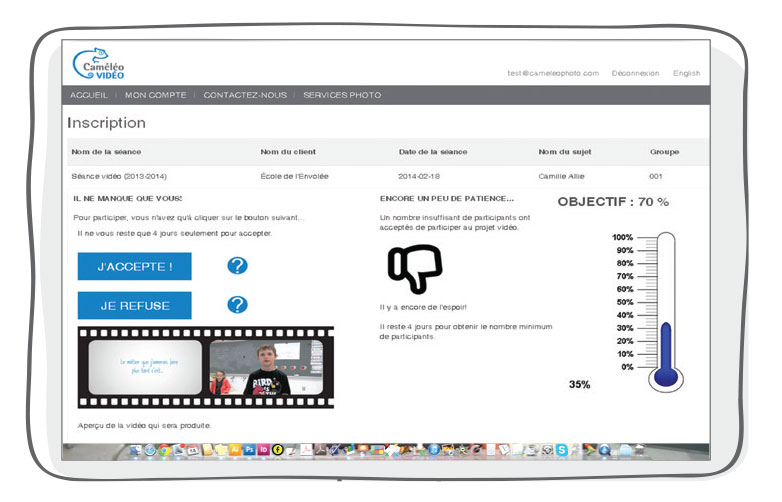 Caméléo
VIDÉO
test@cameleophoto.com Déconnexion English
ACCUEIL | MON COMPTE | CONTACTEZ-NOUS | SERVICES PHOTO
Inscription
Nom de la séance Nom du client Date de la séance Nom du sujet Groupe
Séance vidéo (2013-2014) École de l'Envolée 2014-02-18 Camille Allie 001
IL NE MANQUE QUE VOUS!
Pour participer, vous n'avez qu'à cliquer sur le bouton suivant...
Il ne vous reste que 4 jours seulement pour accepter.
J'ACCEPTE !
?
JE REFUSE
?
Le métier que j'aimerais faire
plus tard c'est...
BIRD
Aperçu de la vidéo qui sera produite.
ENCORE UN PEU DE PATIENCE...
Un nombre insuffisant de participants ont
acceptés de participer au projet vidéo.
Il y a encore de l'espoir!
Il reste 4 jours pour obtenir le nombre minimum
de participants.
OBJECTIF : 70 %
100%
90%
80%
70%
60%
50%
40%
30%
20%
10%
0%
35%
Ai Ps Id